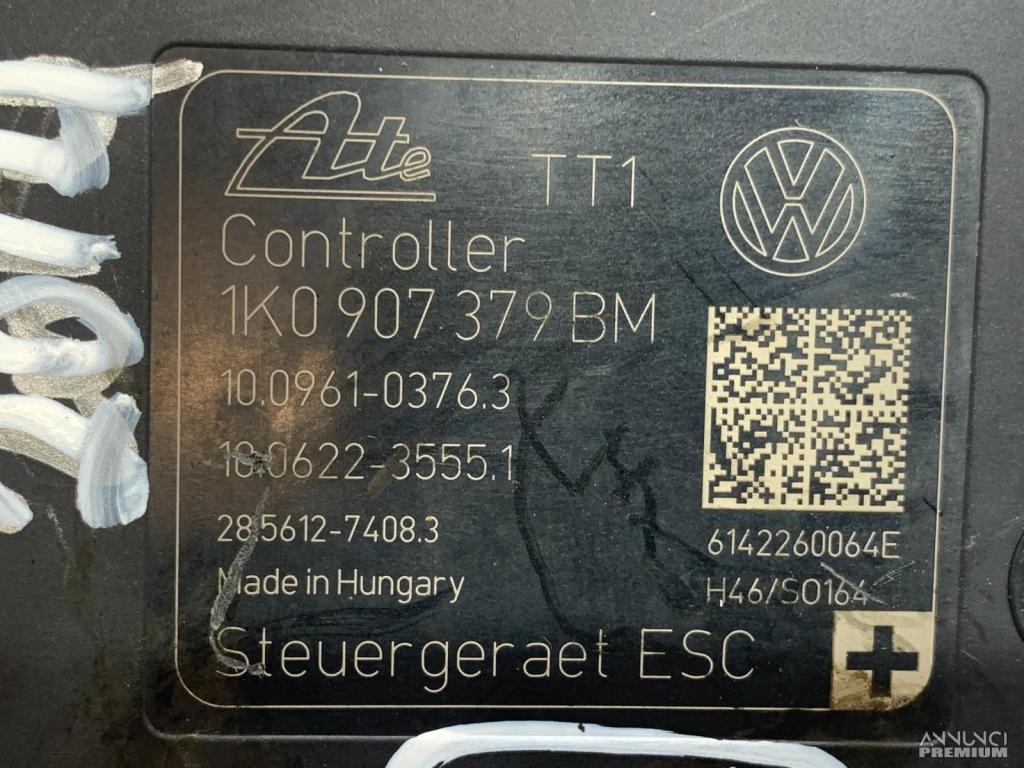 Ate TT1
Controller
1K0 907 379 BM
10.0961-0376.3
10.0622-3555.1
28.5612-7408.3
6142260064E
Made in Hungary
H46/S0164
Steuergeraet ESC
ANNUNCI
PREMIUM